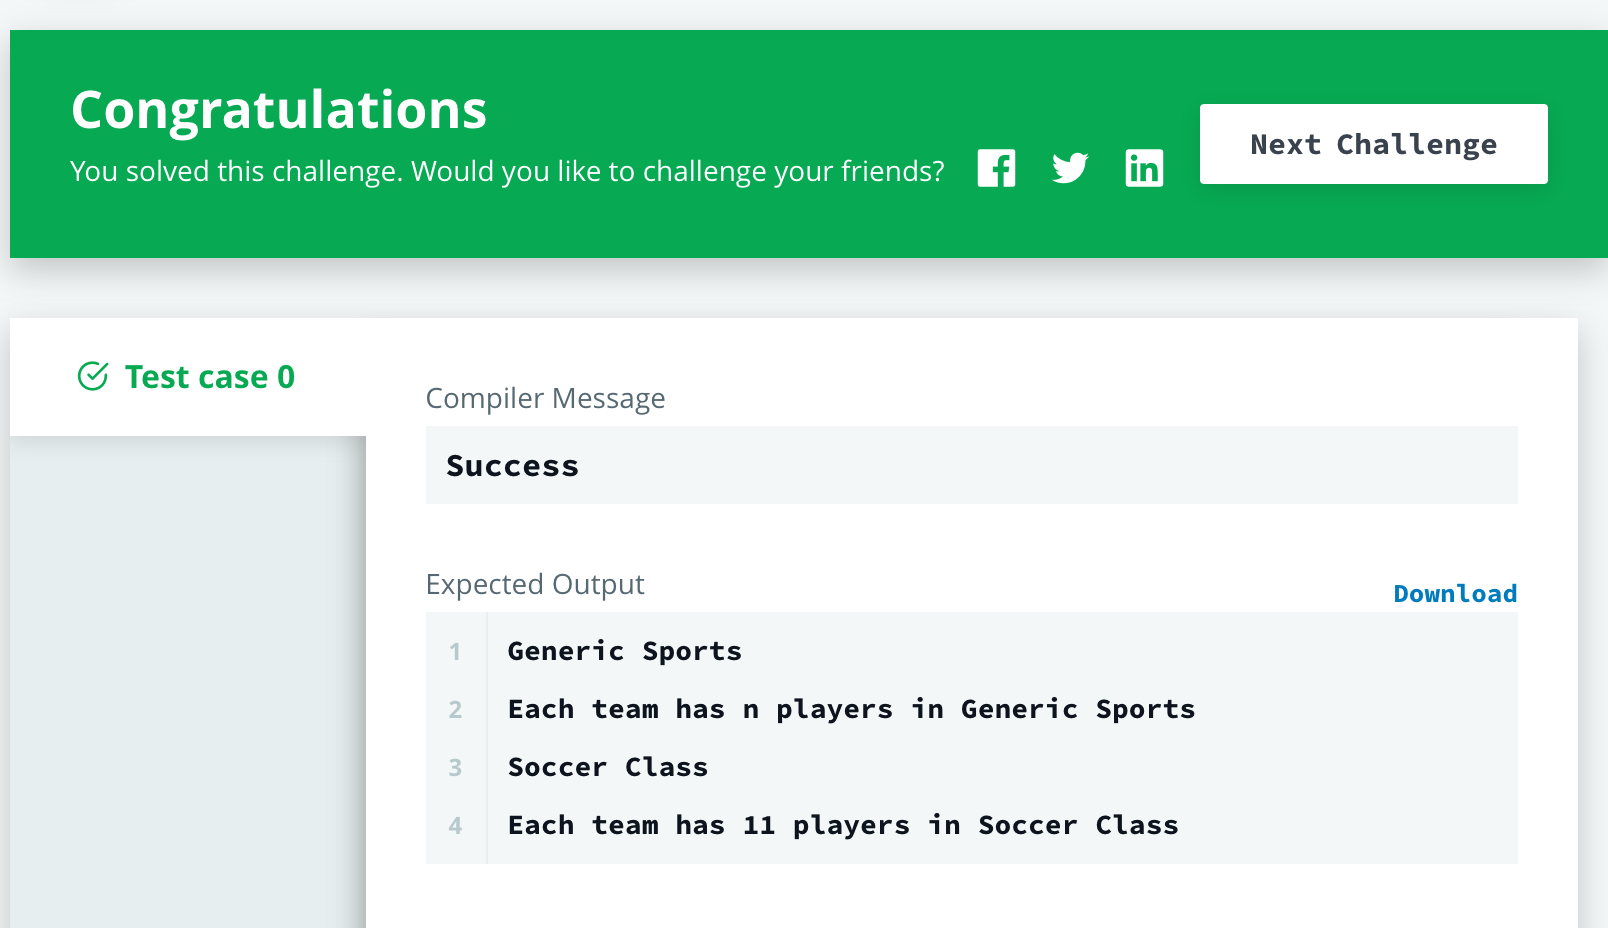 Congratulations
You solved this challenge. Would you like to challenge your friends?
Next Challenge
Test case 0
Compiler Message
Success
Expected Output
Download
1 Generic Sports
2 Each team has n players in Generic Sports
3 Soccer Class
4 Each team has 11 players in Soccer Class